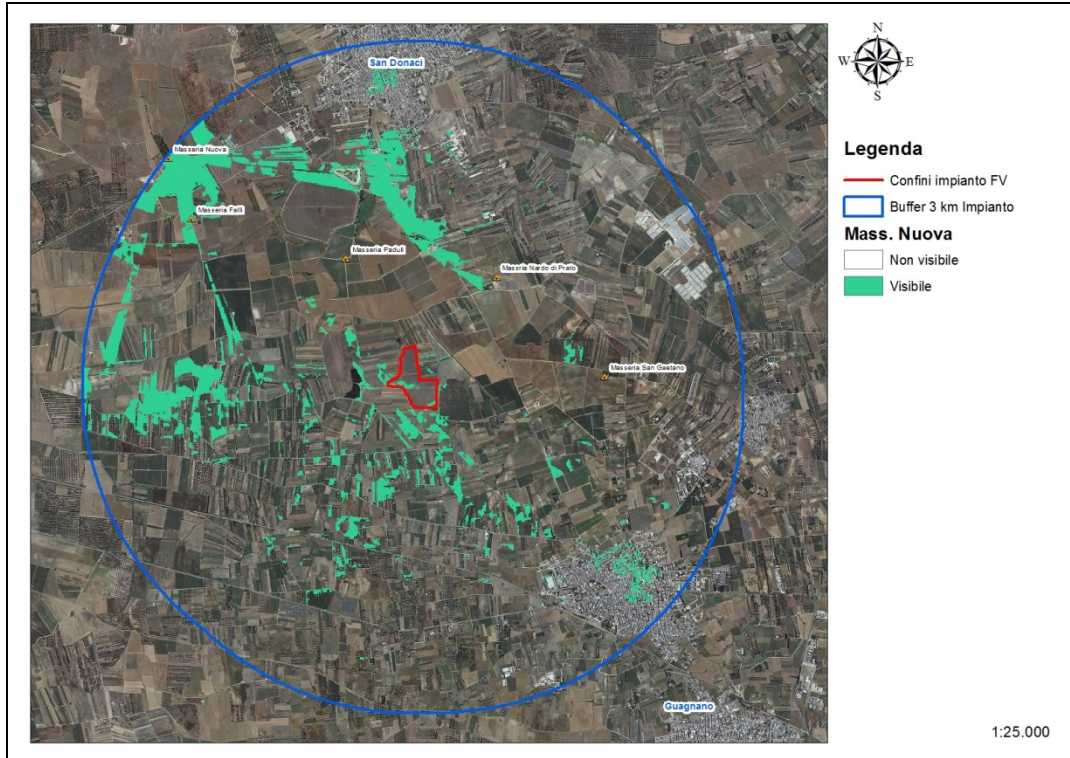 San Donaci
Masseria Nuova
Masseria Falli
Masseria Paduli
Massria Nardo di Prato
Masseria San Gaetano
Guagnano
N
W
E
S
Legenda
Confini impianto FV
Buffer 3 km Impianto
Mass. Nuova
Non visibile
Visibile
1:25.000